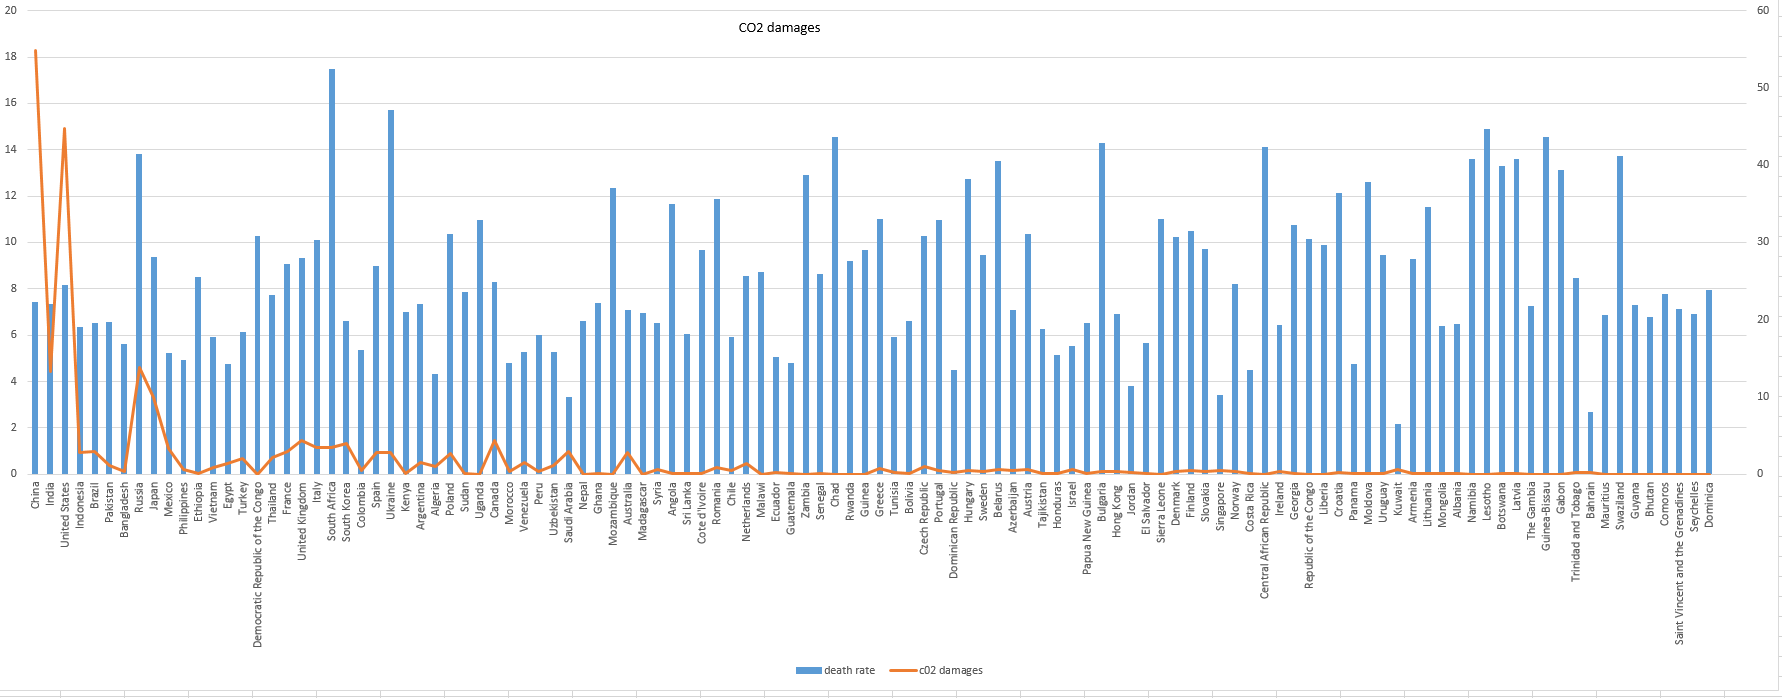 CO2 damages
20
18
16
14
12
10
8
6
4
2
0
60
50
40
30
20
10
0
China
India
United States
Indonesia
Brazil
Pakistan
Bangladesh
Russia
Japan
Mexico
Philippines
Ethiopia
Vietnam
Egypt
Turkey
Democratic Republic of the Congo
Thailand
France
United Kingdom
Italy
South Africa
South Korea
Colombia
Spain
Ukraine
Kenya
Argentina
Algeria
Poland
Sudan
Uganda
Canada
Morocco
Venezuela
Peru
Uzbekistan
Saudi Arabia
Nepal
Ghana
Mozambique
Australia
Madagascar
Syria
Angola
Sri Lanka
Cote d'Ivoire
Romania
Chile
Netherlands
Malawi
Ecuador
Guatemala
Zambia
Senegal
Chad
Rwanda
Guinea
Greece
Tunisia
Bolivia
Czech Republic
Portugal
Dominican Republic
Hungary
Sweden
Belarus
Azerbaijan
Austria
Tajikistan
Honduras
Israel
Papua New Guinea
Bulgaria
Hong Kong
Jordan
El Salvador
Sierra Leone
Denmark
Finland
Slovakia
Singapore
Norway
Costa Rica
Central African Republic
Ireland
Georgia
Republic of the Congo
Liberia
Croatia
Panama
Moldova
Uruguay
Kuwait
Armenia
Lithuania
Mongolia
Albania
Namibia
Lesotho
Botswana
Latvia
The Gambia
Guinea-Bissau
Gabon
Trinidad and Tobago
Bahrain
Mauritius
Swaziland
Guyana
Bhutan
Comoros
Saint Vincent and the Grenadines
Seychelles
Dominica
death rate
c02 damages